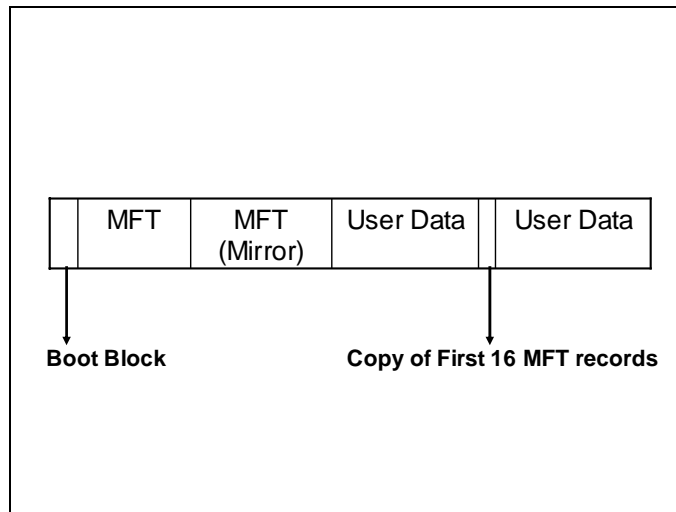 MFT
MFT
(Mirror)
User Data
User Data
Boot Block
Copy of First 16 MFT records